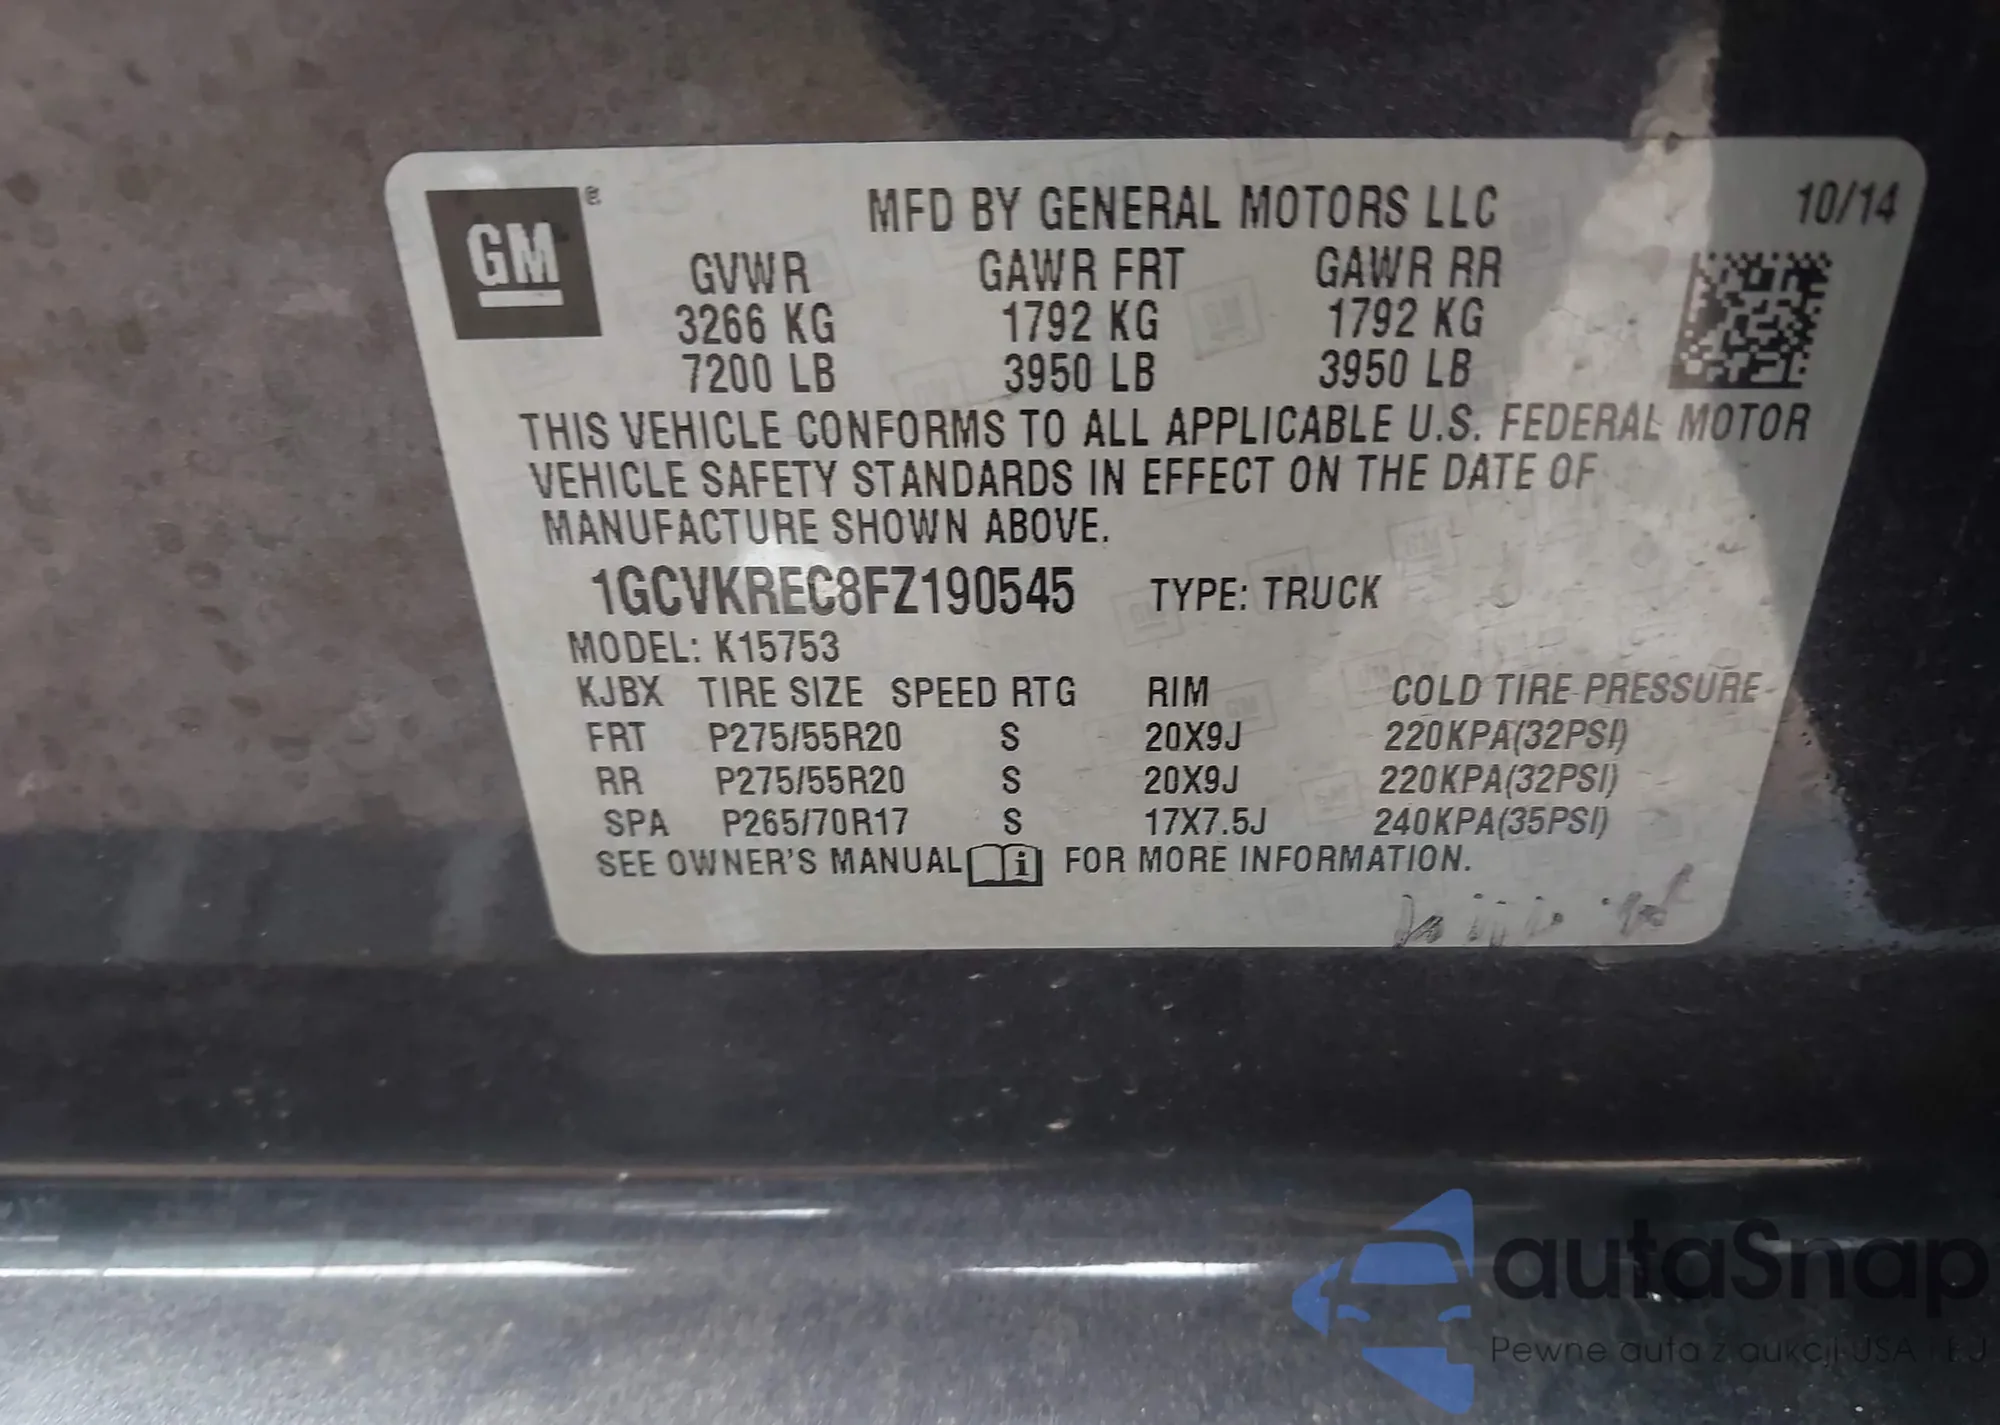 GM®
MFD BY GENERAL MOTORS LLC 10/14
GVWR GAWR FRT GAWR RR
3266 KG 1792 KG 1792 KG
7200 LB 3950 LB 3950 LB
THIS VEHICLE CONFORMS TO ALL APPLICABLE U.S. FEDERAL MOTOR
VEHICLE SAFETY STANDARDS IN EFFECT ON THE DATE OF
MANUFACTURE SHOWN ABOVE.
1GCVKREC8FZ190545 TYPE: TRUCK
MODEL: K15753
KJBX TIRE SIZE SPEED RTG RIM COLD TIRE PRESSURE
FRT P275/55R20 S 20X9J 220KPA(32PSI)
RR P275/55R20 S 20X9J 220KPA(32PSI)
SPA P265/70R17 S 17X7.5J 240KPA(35PSI)
SEE OWNER'S MANUAL i FOR MORE INFORMATION.
autaSnap
Pewne auta z aukcji USA i EU